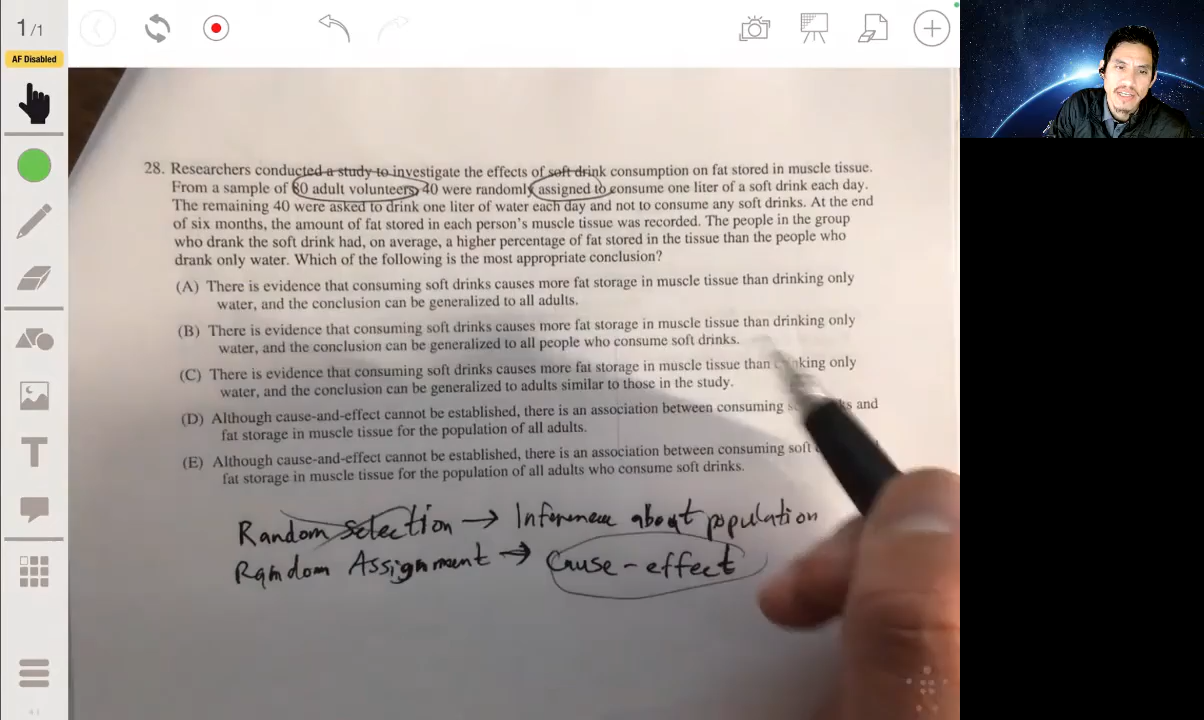 1/1
AF Disabled
T
28. Researchers conducted a study to investigate the effects of soft drink consumption on fat stored in muscle tissue.
From a sample of 80 adult volunteers, 40 were randomly assigned to consume one liter of a soft drink each day.
The remaining 40 were asked to drink one liter of water each day and not to consume any soft drinks. At the end
of six months, the amount of fat stored in each person's muscle tissue was recorded. The people in the group
who drank the soft drink had, on average, a higher percentage of fat stored in the tissue than the people who
drank only water. Which of the following is the most appropriate conclusion?
(A) There is evidence that consuming soft drinks causes more fat storage in muscle tissue than drinking only
water, and the conclusion can be generalized to all adults.
(B) There is evidence that consuming soft drinks causes more fat storage in muscle tissue than drinking only
water, and the conclusion can be generalized to all people who consume soft drinks.
(C) There is evidence that consuming soft drinks causes more fat storage in muscle tissue than drinking only
water, and the conclusion can be generalized to adults similar to those in the study.
(D) Although cause-and-effect cannot be established, there is an association between consuming and
fat storage in muscle tissue for the population of all adults.
(E) Although cause-and-effect cannot be established, there is an association between consuming soft
fat storage in muscle tissue for the population of all adults who consume soft drinks.
Random Selection → Inference about population
Random Assignment → Cause-effect